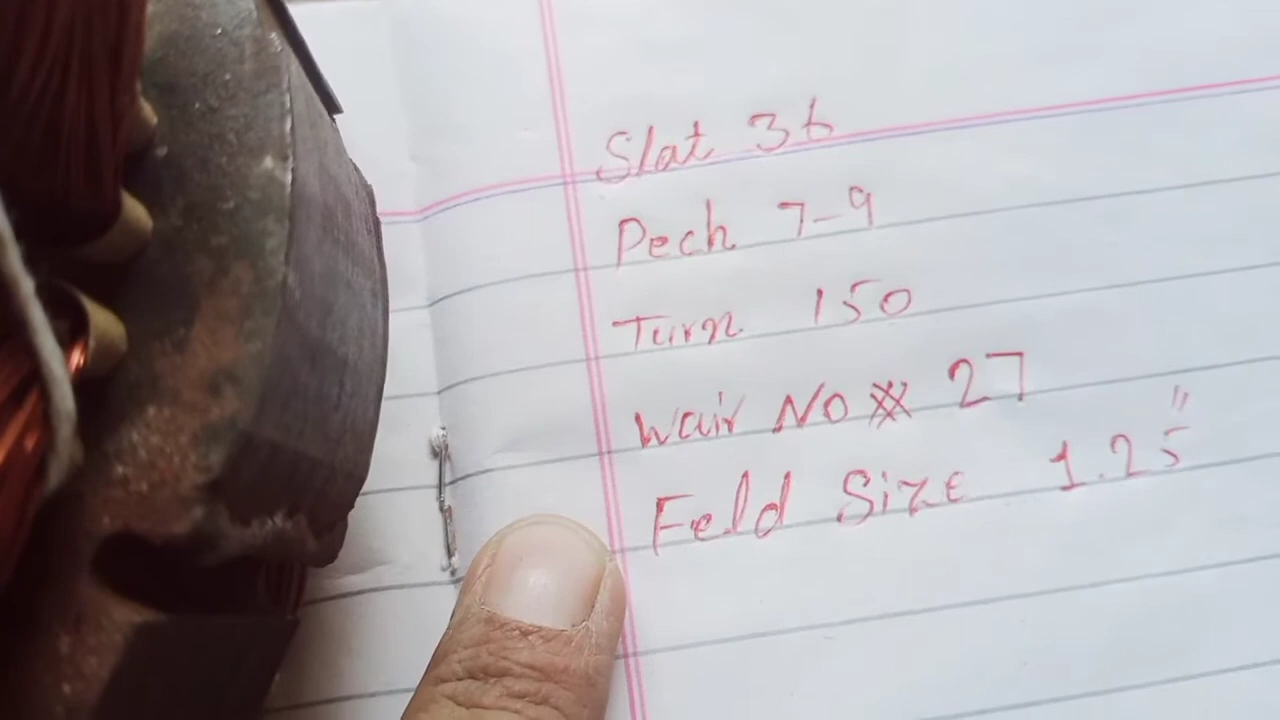 Slat 36
Pech 7-9
Turn 150
Wair No 27
Feld Size 1.25"